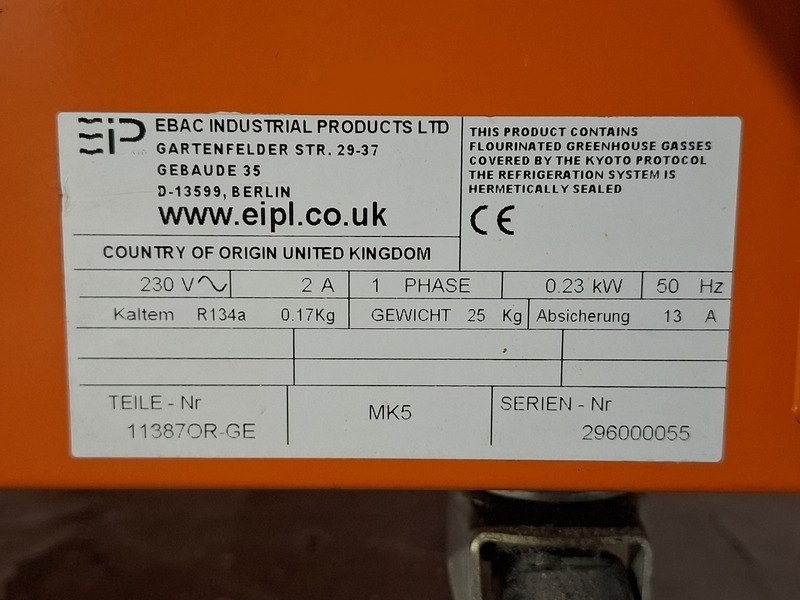 EIP
EBAC INDUSTRIAL PRODUCTS LTD
GARTENFELDER STR. 29-37
GEBAUDE 35
D-13599, BERLIN
www.eipl.co.uk
COUNTRY OF ORIGIN UNITED KINGDOM
THIS PRODUCT CONTAINS
FLOURINATED GREENHOUSE GASSES
COVERED BY THE KYOTO PROTOCOL
THE REFRIGERATION SYSTEM IS
HERMETICALLY SEALED
CE
230 V 2 A 1 PHASE 0.23 kW 50 Hz
Kaltem R134a 0.17Kg GEWICHT 25 Kg Absicherung 13 A
TEILE - Nr
11387OR-GE
MK5
SERIEN - Nr
296000055